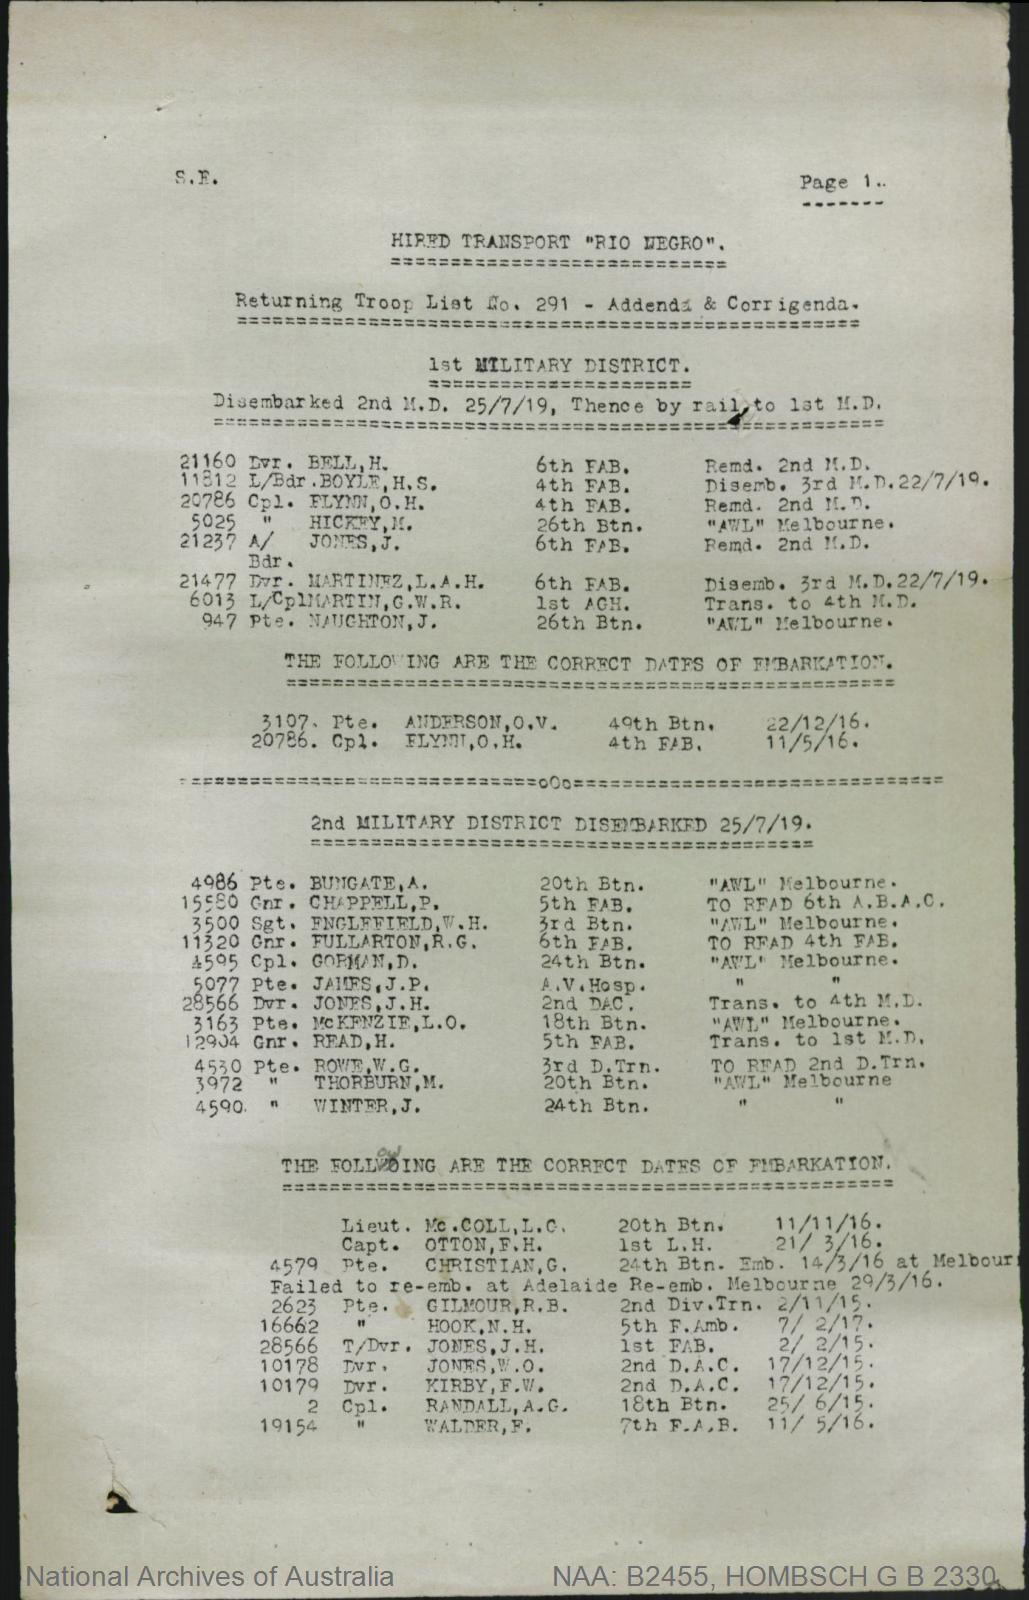 S.E.
Page 1.
HIRED TRANSPORT "RIO NEGRO".
Returning Troop List No. 291 - Addenda & Corrigenda.
1st MILITARY DISTRICT.
Disembarked 2nd M.D. 25/7/19, Thence by rail to 1st M.D.
21160 Dvr. BELL,H. 6th FAB. Remd. 2nd M.D.
11812 L/Bdr.BOYLE,H.S. 4th FAB. Disemb. 3rd M.D.22/7/19.
20786 Cpl. FLYNN,O.H. 4th FAB. Remd. 2nd M.D.
5025 " HICKEY,M. 26th Btn. "AWL" Melbourne.
21237 A/ JONES,J. 6th FAB. Remd. 2nd M.D.
Bdr.
21477 Dvr. MARTINEZ,L.A.H. 6th FAB. Disemb. 3rd M.D.22/7/19.
6013 L/CplMARTIN,G.W.R. 1st AGH. Trans. to 4th M.D.
947 Pte. NAUGHTON,J. 26th Btn. "AWL" Melbourne.
THE FOLLOWING ARE THE CORRECT DATES OF EMBARKATION.
3107. Pte. ANDERSON,O.V. 49th Btn. 22/12/16.
20786. Cpl. FLYNN,O.H. 4th FAB. 11/5/16.
===oOo===
2nd MILITARY DISTRICT DISEMBARKED 25/7/19.
4986 Pte. BUNGATE,A. 20th Btn. "AWL" Melbourne.
15580 Gnr. CHAPPELL,P. 5th FAB. TO READ 6th A.B.A.C.
3500 Sgt. ENGLEFIELD,W.H. 3rd Btn. "AWL" Melbourne.
11320 Gnr. FULLARTON,R.G. 6th FAB. TO READ 4th FAB.
4595 Cpl. GORMAN,D. 24th Btn. "AWL" Melbourne.
5077 Pte. JAMES,J.P. A.V.Hosp. " "
28566 Dvr. JONES,J.H. 2nd DAC. Trans. to 4th M.D.
3163 Pte. McKENZIE,L.O. 18th Btn. "AWL" Melbourne.
12904 Gnr. READ,H. 5th FAB. Trans. to 1st M.D.
4530 Pte. ROWE,W.G. 3rd D.Trn. TO READ 2nd D.Trn.
3972 " THORBURN,M. 20th Btn. "AWL" Melbourne
4590. " WINTER,J. 24th Btn. " "
THE FOLLOWING ARE THE CORRECT DATES OF EMBARKATION.
Lieut. Mc.COLL,L.C. 20th Btn. 11/11/16.
Capt. OTTON,F.H. 1st L.H. 21/ 3/16.
4579 Pte. CHRISTIAN,G. 24th Btn. Emb. 14/3/16 at Melbourn
Failed to re-emb. at Adelaide Re-emb. Melbourne 29/3/16.
2623 Pte. GILMOUR,R.B. 2nd Div.Trn. 2/11/15.
16662 " HOOK,N.H. 5th F.Amb. 7/ 2/17.
28566 T/Dvr. JONES,J.H. 1st FAB. 2/ 2/15.
10178 Dvr. JONES,W.O. 2nd D.A.C. 17/12/15.
10179 Dvr. KIRBY,F.W. 2nd D.A.C. 17/12/15.
2 Cpl. RANDALL,A.G. 18th Btn. 25/ 6/15.
19154 " WALDER,F. 7th F.A.B. 11/ 5/16.
National Archives of Australia
NAA: B2455, HOMBSCH G B 2330